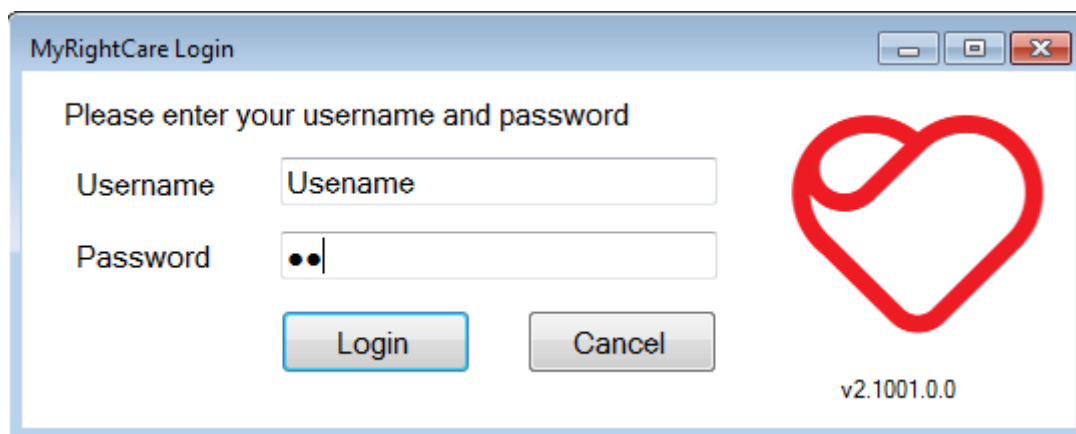 MyRightCare Login
Please enter your username and password
Username Usename
Password ●●
Login Cancel
v2.1001.0.0